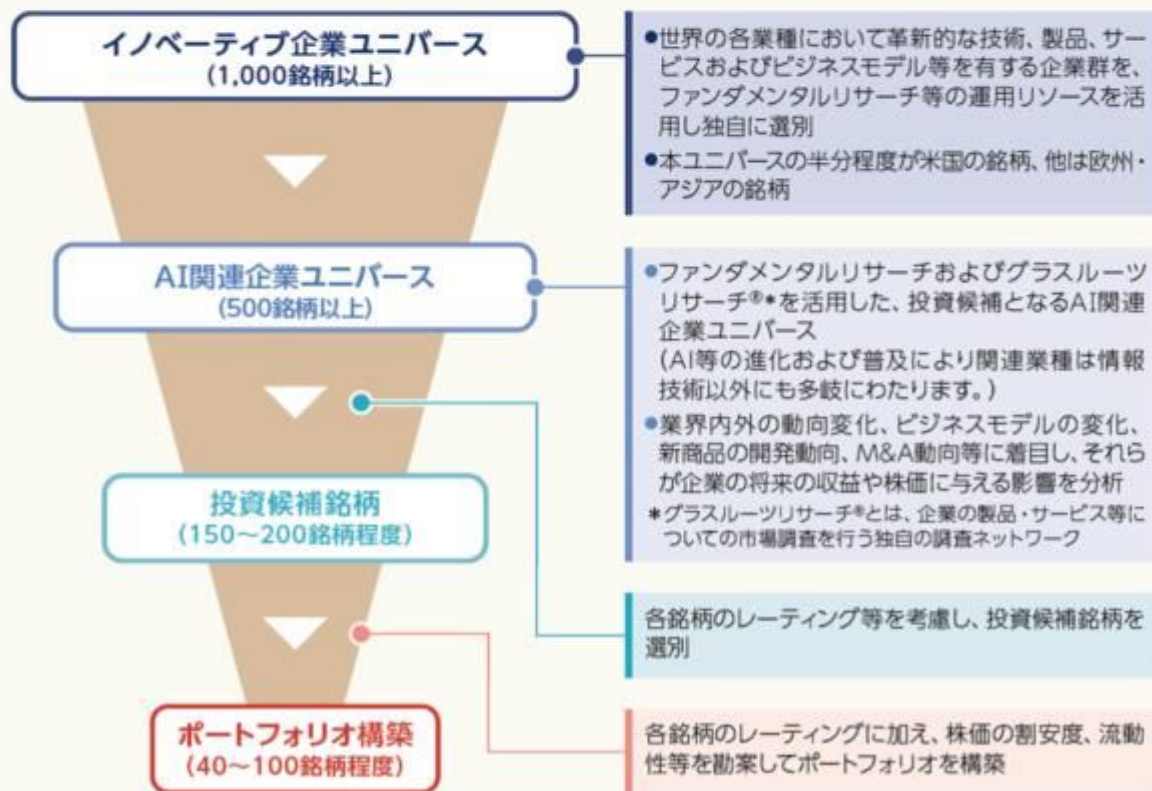 イノベーティブ企業ユニバース
(1,000銘柄以上)
●世界の各業種において革新的な技術、製品、サー
ビスおよびビジネスモデル等を有する企業群を、
ファンダメンタルリサーチ等の運用リソースを活
用し独自に選別
●本ユニバースの半分程度が米国の銘柄、他は欧州・
アジアの銘柄
AI関連企業ユニバース
(500銘柄以上)
●ファンダメンタルリサーチおよびグラスルーツ
リサーチ®*を活用した、投資候補となるAI関連
企業ユニバース
(AI等の進化および普及により関連業種は情報
技術以外にも多岐にわたります。)
●業界内外の動向変化、ビジネスモデルの変化、
新商品の開発動向、M&A動向等に着目し、それら
が企業の将来の収益や株価に与える影響を分析
*グラスルーツリサーチ®とは、企業の製品・サービス等に
ついての市場調査を行う独自の調査ネットワーク
投資候補銘柄
(150～200銘柄程度)
各銘柄のレーティング等を考慮し、投資候補銘柄を
選別
ポートフォリオ構築
(40～100銘柄程度)
各銘柄のレーティングに加え、株価の割安度、流動
性等を勘案してポートフォリオを構築